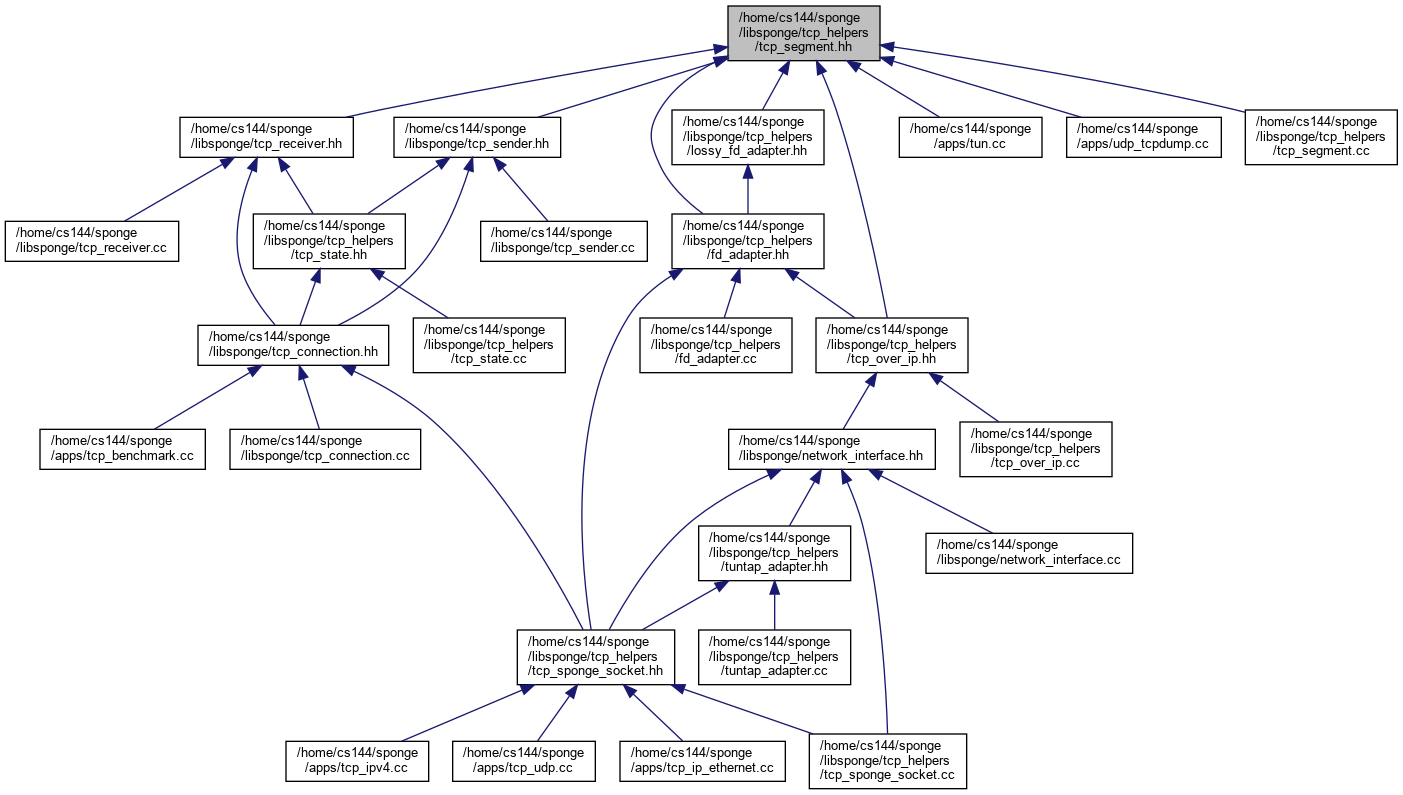 /home/cs144/sponge
/libsponge/tcp_helpers
/tcp_segment.hh
/home/cs144/sponge
/libsponge/tcp_receiver.hh
/home/cs144/sponge
/libsponge/tcp_sender.hh
/home/cs144/sponge
/libsponge/tcp_helpers
/lossy_fd_adapter.hh
/home/cs144/sponge
/apps/tun.cc
/home/cs144/sponge
/apps/udp_tcpdump.cc
/home/cs144/sponge
/libsponge/tcp_helpers
/tcp_segment.cc
/home/cs144/sponge
/libsponge/tcp_receiver.cc
/home/cs144/sponge
/libsponge/tcp_helpers
/tcp_state.hh
/home/cs144/sponge
/libsponge/tcp_sender.cc
/home/cs144/sponge
/libsponge/tcp_helpers
/fd_adapter.hh
/home/cs144/sponge
/libsponge/tcp_connection.hh
/home/cs144/sponge
/libsponge/tcp_helpers
/tcp_state.cc
/home/cs144/sponge
/libsponge/tcp_helpers
/fd_adapter.cc
/home/cs144/sponge
/libsponge/tcp_helpers
/tcp_over_ip.hh
/home/cs144/sponge
/apps/tcp_benchmark.cc
/home/cs144/sponge
/libsponge/tcp_connection.cc
/home/cs144/sponge
/libsponge/network_interface.hh
/home/cs144/sponge
/libsponge/tcp_helpers
/tcp_over_ip.cc
/home/cs144/sponge
/libsponge/tcp_helpers
/tuntap_adapter.hh
/home/cs144/sponge
/libsponge/network_interface.cc
/home/cs144/sponge
/libsponge/tcp_helpers
/tcp_sponge_socket.hh
/home/cs144/sponge
/libsponge/tcp_helpers
/tuntap_adapter.cc
/home/cs144/sponge
/apps/tcp_ipv4.cc
/home/cs144/sponge
/apps/tcp_udp.cc
/home/cs144/sponge
/apps/tcp_ip_ethernet.cc
/home/cs144/sponge
/libsponge/tcp_helpers
/tcp_sponge_socket.cc